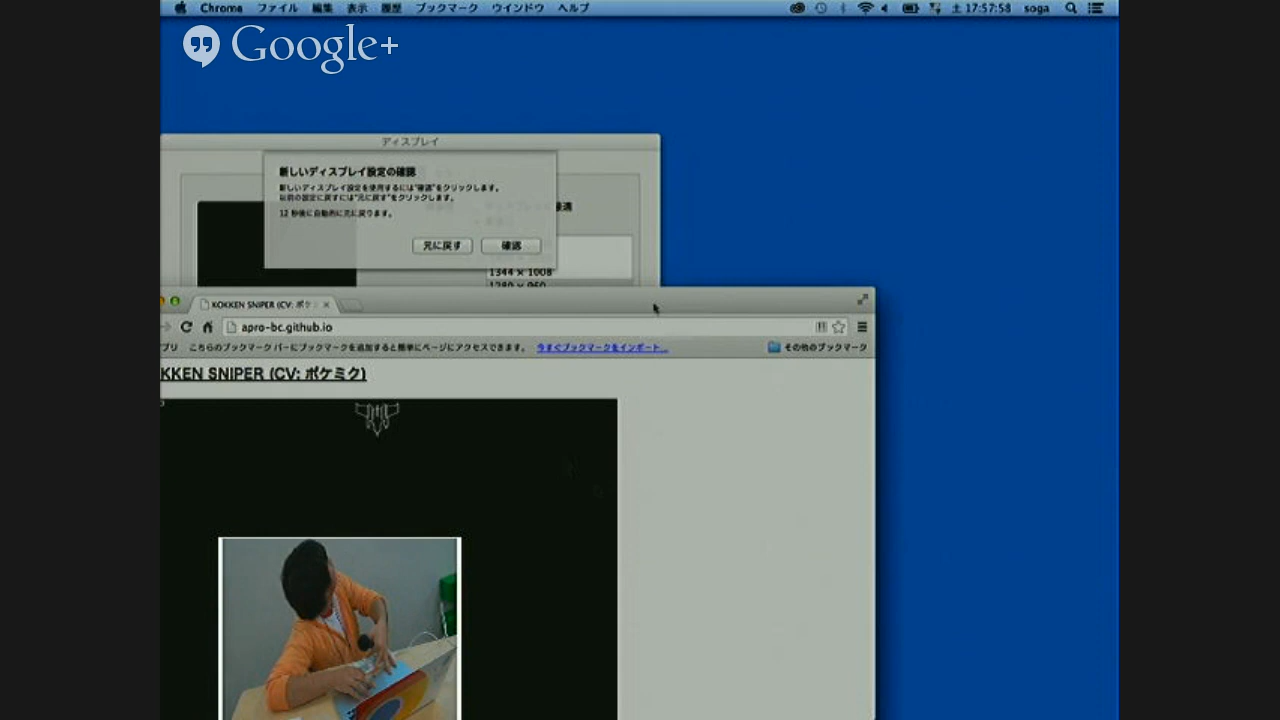 Chrome ファイル 編集 表示 履歴 ブックマーク ウインドウ ヘルプ
土 17:57:58 soga
Google+
ディスプレイ
新しいディスプレイ設定の確認
新しいディスプレイ設定を使用するには"確認"をクリックします。
以前の設定に戻すには"元に戻す"をクリックします。
12 秒後に自動的に元に戻ります。
元に戻す 確認
1344 × 1008
1280 × 960
KOKKEN SNIPER (CV: ポケ
apro-bc.github.io
プリ こちらのブックマーク バーにブックマークを追加すると簡単にページにアクセスできます。 今すぐブックマークをインポート... その他のブックマーク
KKEN SNIPER (CV: ポケミク)